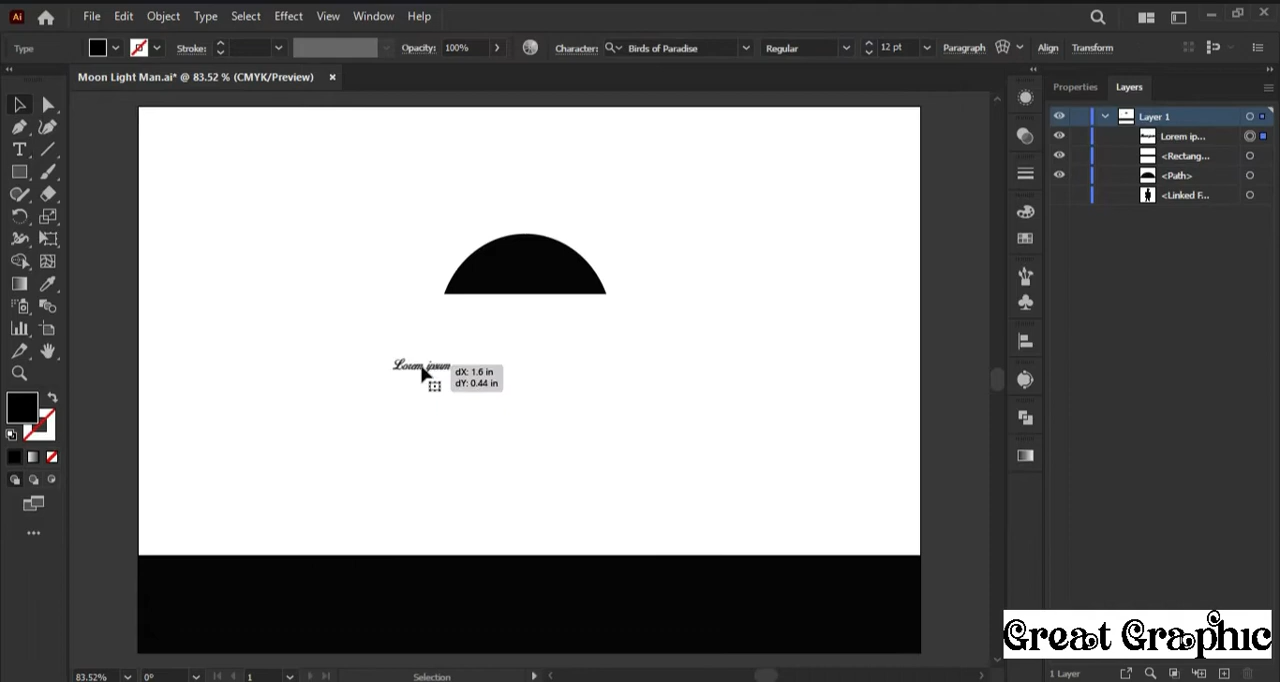 Ai File Edit Object Type Select Effect View Window Help
Type Stroke: Opacity: 100% Character: Birds of Paradise Regular 12 pt Paragraph Align Transform
Moon Light Man.ai* @ 83.52 % (CMYK/Preview) ×
Properties Layers
Layer 1
Lorem ip...
<Rectang...
<Path>
<Linked F...
Lorem ipsum
dX: 1.6 in
dY: 0.44 in
Great Graphic
83.52% 0° 1 Selection 1 Layer